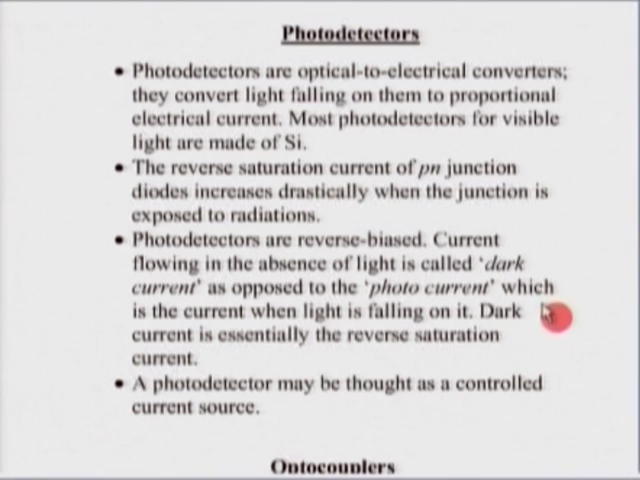 Photodetectors
• Photodetectors are optical-to-electrical converters;
they convert light falling on them to proportional
electrical current. Most photodetectors for visible
light are made of Si.
• The reverse saturation current of pn junction
diodes increases drastically when the junction is
exposed to radiations.
• Photodetectors are reverse-biased. Current
flowing in the absence of light is called ‘dark
current’ as opposed to the ‘photo current’ which
is the current when light is falling on it. Dark
current is essentially the reverse saturation
current.
• A photodetector may be thought as a controlled
current source.
Optocouplers